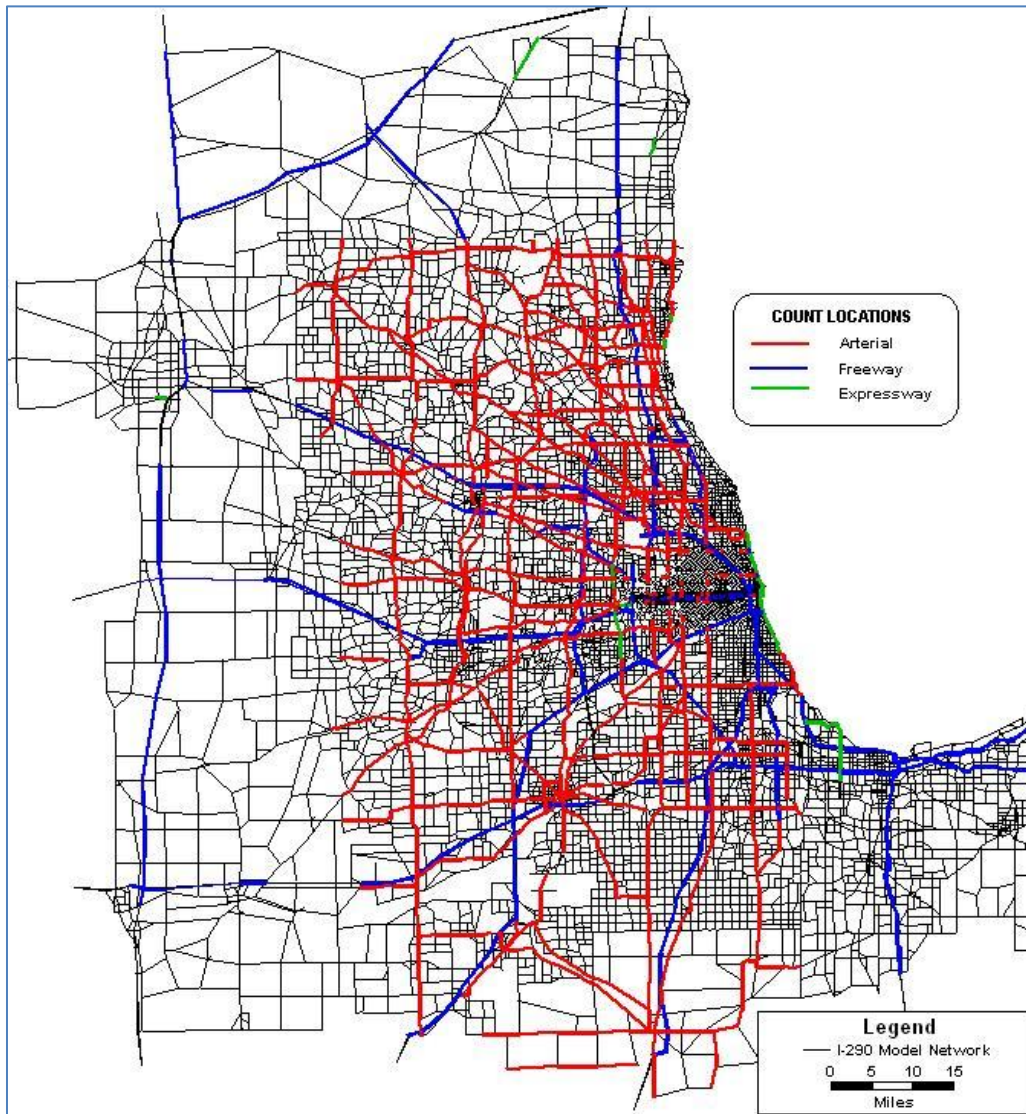 COUNT LOCATIONS
Arterial
Freeway
Expressway
Legend
I-290 Model Network
0 5 10 15
Miles